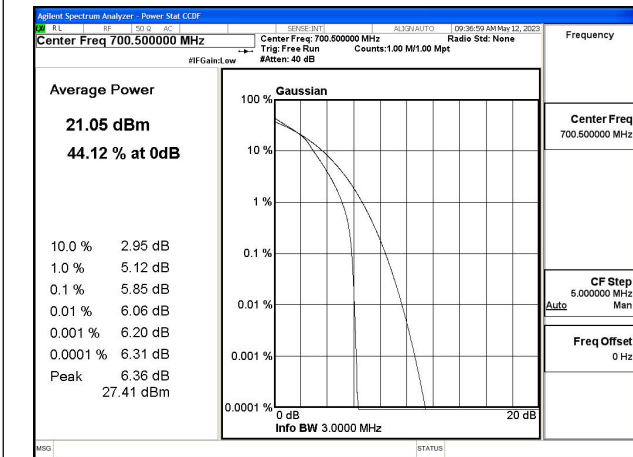 Agilent Spectrum Analyzer - Power Stat CCDF
LXI RL RF 50 Ω AC SENSE:INT ALIGNAUTO 09:36:59 AM May 12, 2023
Center Freq 700.500000 MHz
Center Freq: 700.500000 MHz Radio Std: None
Trig: Free Run Counts:1.00 M/1.00 Mpt
#IFGain:Low #Atten: 40 dB
Frequency
Average Power
21.05 dBm
44.12 % at 0dB
10.0 % 2.95 dB
1.0 % 5.12 dB
0.1 % 5.85 dB
0.01 % 6.06 dB
0.001 % 6.20 dB
0.0001 % 6.31 dB
Peak 6.36 dB
27.41 dBm
Gaussian
100 %
10 %
1 %
0.1 %
0.01 %
0.001 %
0.0001 %
0 dB 20 dB
Info BW 3.0000 MHz
Center Freq
700.500000 MHz
CF Step
5.000000 MHz
Auto Man
Freq Offset
0 Hz
MSG STATUS